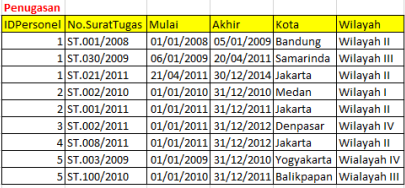 Penugasan
IDPersonel No.SuratTugas Mulai Akhir Kota Wilayah
1 ST.001/2008 01/01/2008 05/01/2009 Bandung Wilayah II
1 ST.030/2009 06/01/2009 20/04/2011 Samarinda Wilayah III
1 ST.021/2011 21/04/2011 30/12/2014 Jakarta Wilayah II
2 ST.002/2010 01/01/2010 31/12/2010 Medan Wilayah I
2 ST.001/2011 01/01/2011 31/12/2011 Jakarta Wilayah II
3 ST.002/2011 01/01/2011 31/12/2012 Denpasar Wilayah IV
4 ST.008/2011 01/01/2011 31/12/2012 Jakarta Wilayah II
5 ST.003/2009 01/01/2009 31/12/2010 Yogyakarta Wialayah IV
5 ST.100/2010 01/01/2010 31/12/2011 Balikpapan Wialayah III